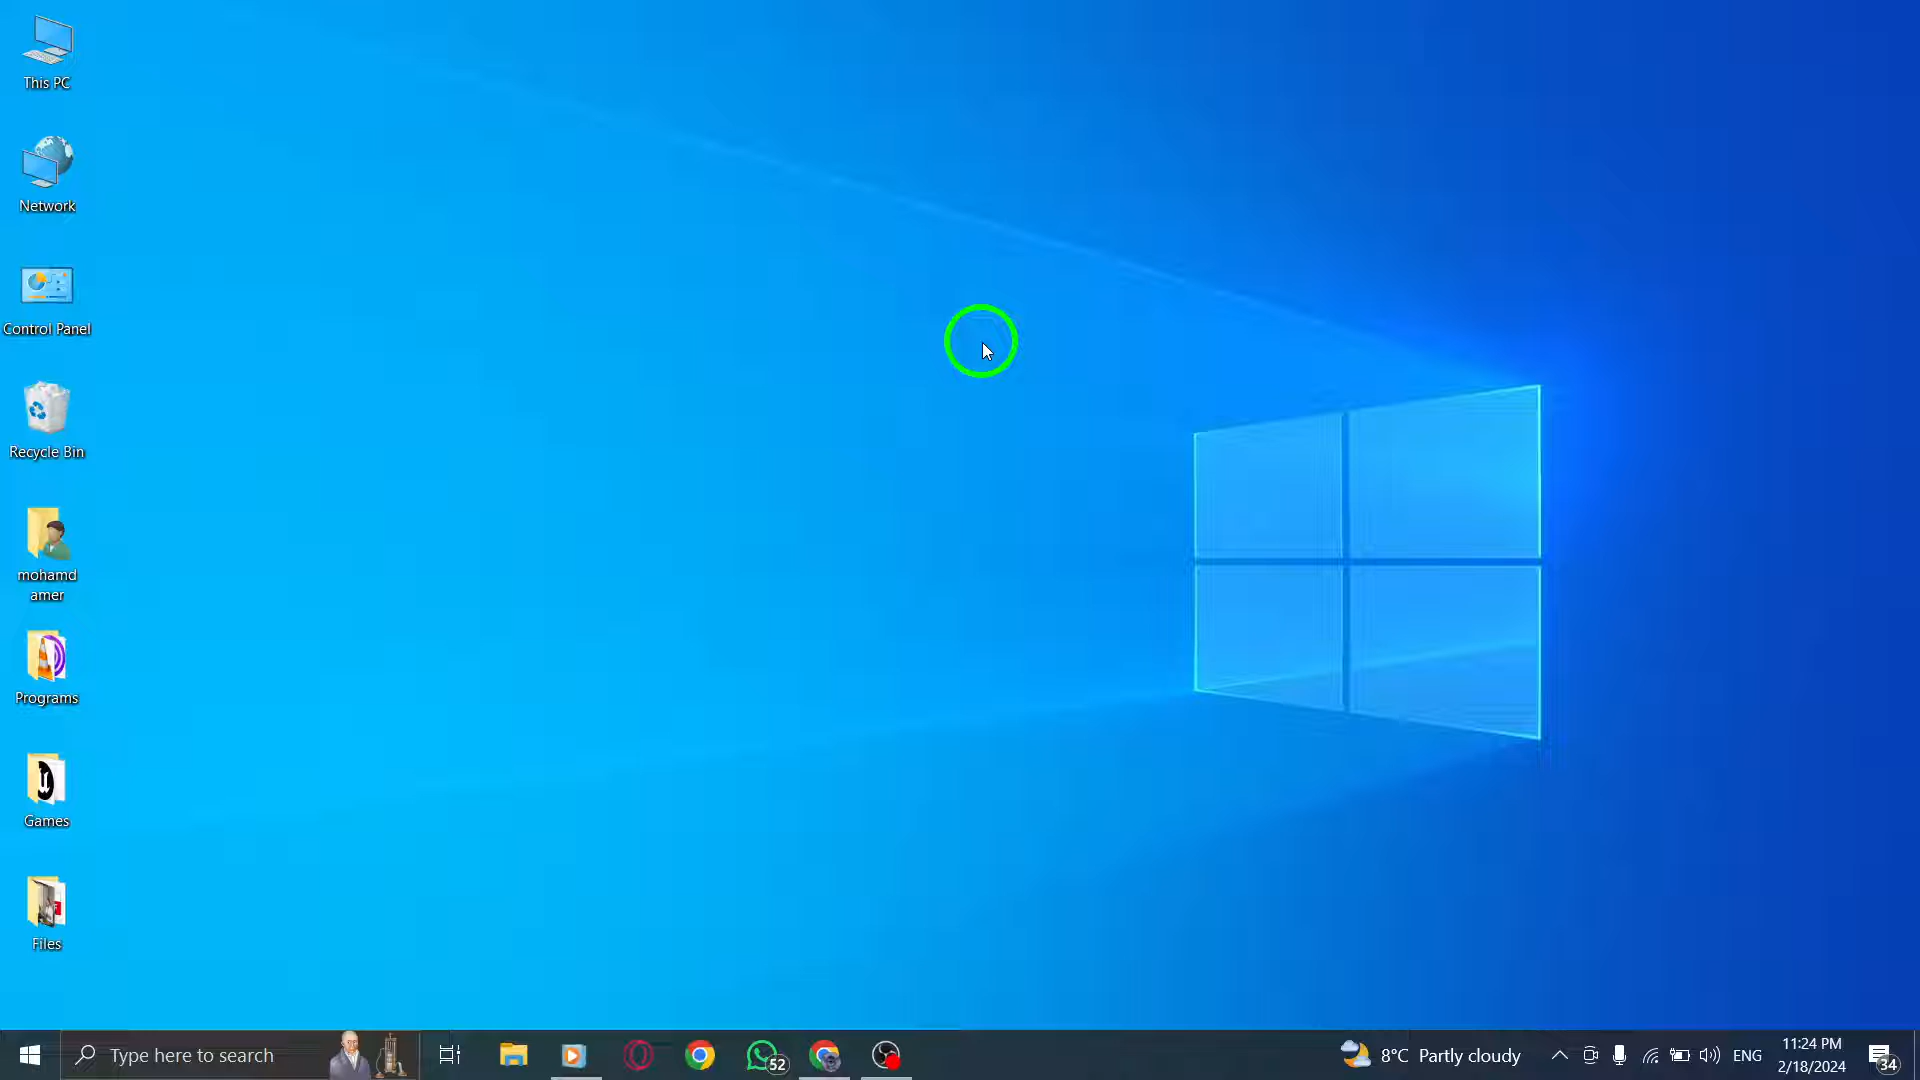 This PC
Network
Control Panel
Recycle Bin
mohamd
amer
Programs
Games
Files
Type here to search
52
8°C Partly cloudy
ENG
11:24 PM
2/18/2024
34